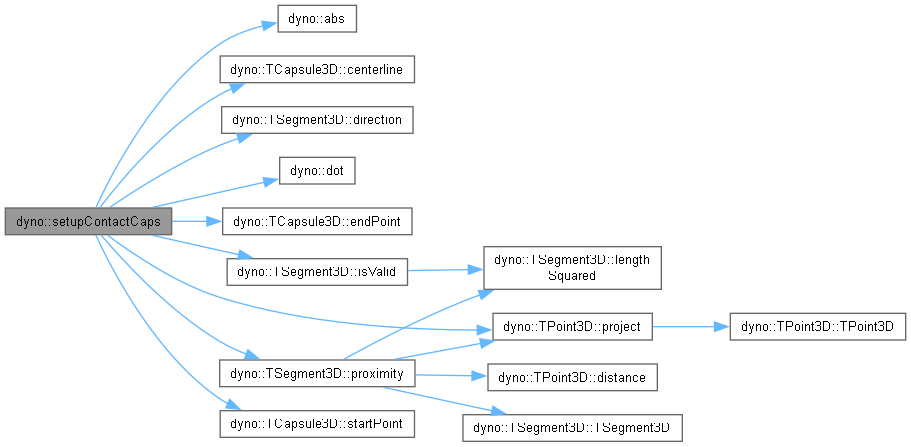 dyno::abs
dyno::TCapsule3D::centerline
dyno::TSegment3D::direction
dyno::dot
dyno::setupContactCaps
dyno::TCapsule3D::endPoint
dyno::TSegment3D::isValid
dyno::TSegment3D::length
Squared
dyno::TPoint3D::project
dyno::TPoint3D::TPoint3D
dyno::TSegment3D::proximity
dyno::TPoint3D::distance
dyno::TCapsule3D::startPoint
dyno::TSegment3D::TSegment3D